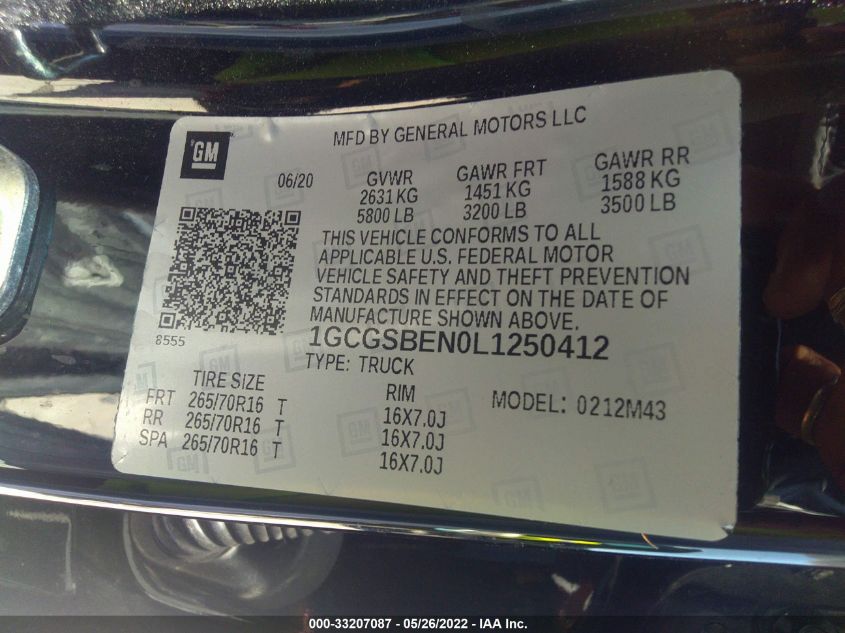 GM
MFD BY GENERAL MOTORS LLC
06/20 GVWR GAWR FRT GAWR RR
2631 KG 1451 KG 1588 KG
5800 LB 3200 LB 3500 LB
THIS VEHICLE CONFORMS TO ALL
APPLICABLE U.S. FEDERAL MOTOR
VEHICLE SAFETY AND THEFT PREVENTION
STANDARDS IN EFFECT ON THE DATE OF
MANUFACTURE SHOWN ABOVE.
8555
1GCGSBEN0L1250412
TYPE: TRUCK
TIRE SIZE RIM MODEL: 0212M43
FRT 265/70R16 T 16X7.0J
RR 265/70R16 T 16X7.0J
SPA 265/70R16 T 16X7.0J
000-33207087 - 05/26/2022 - IAA Inc.